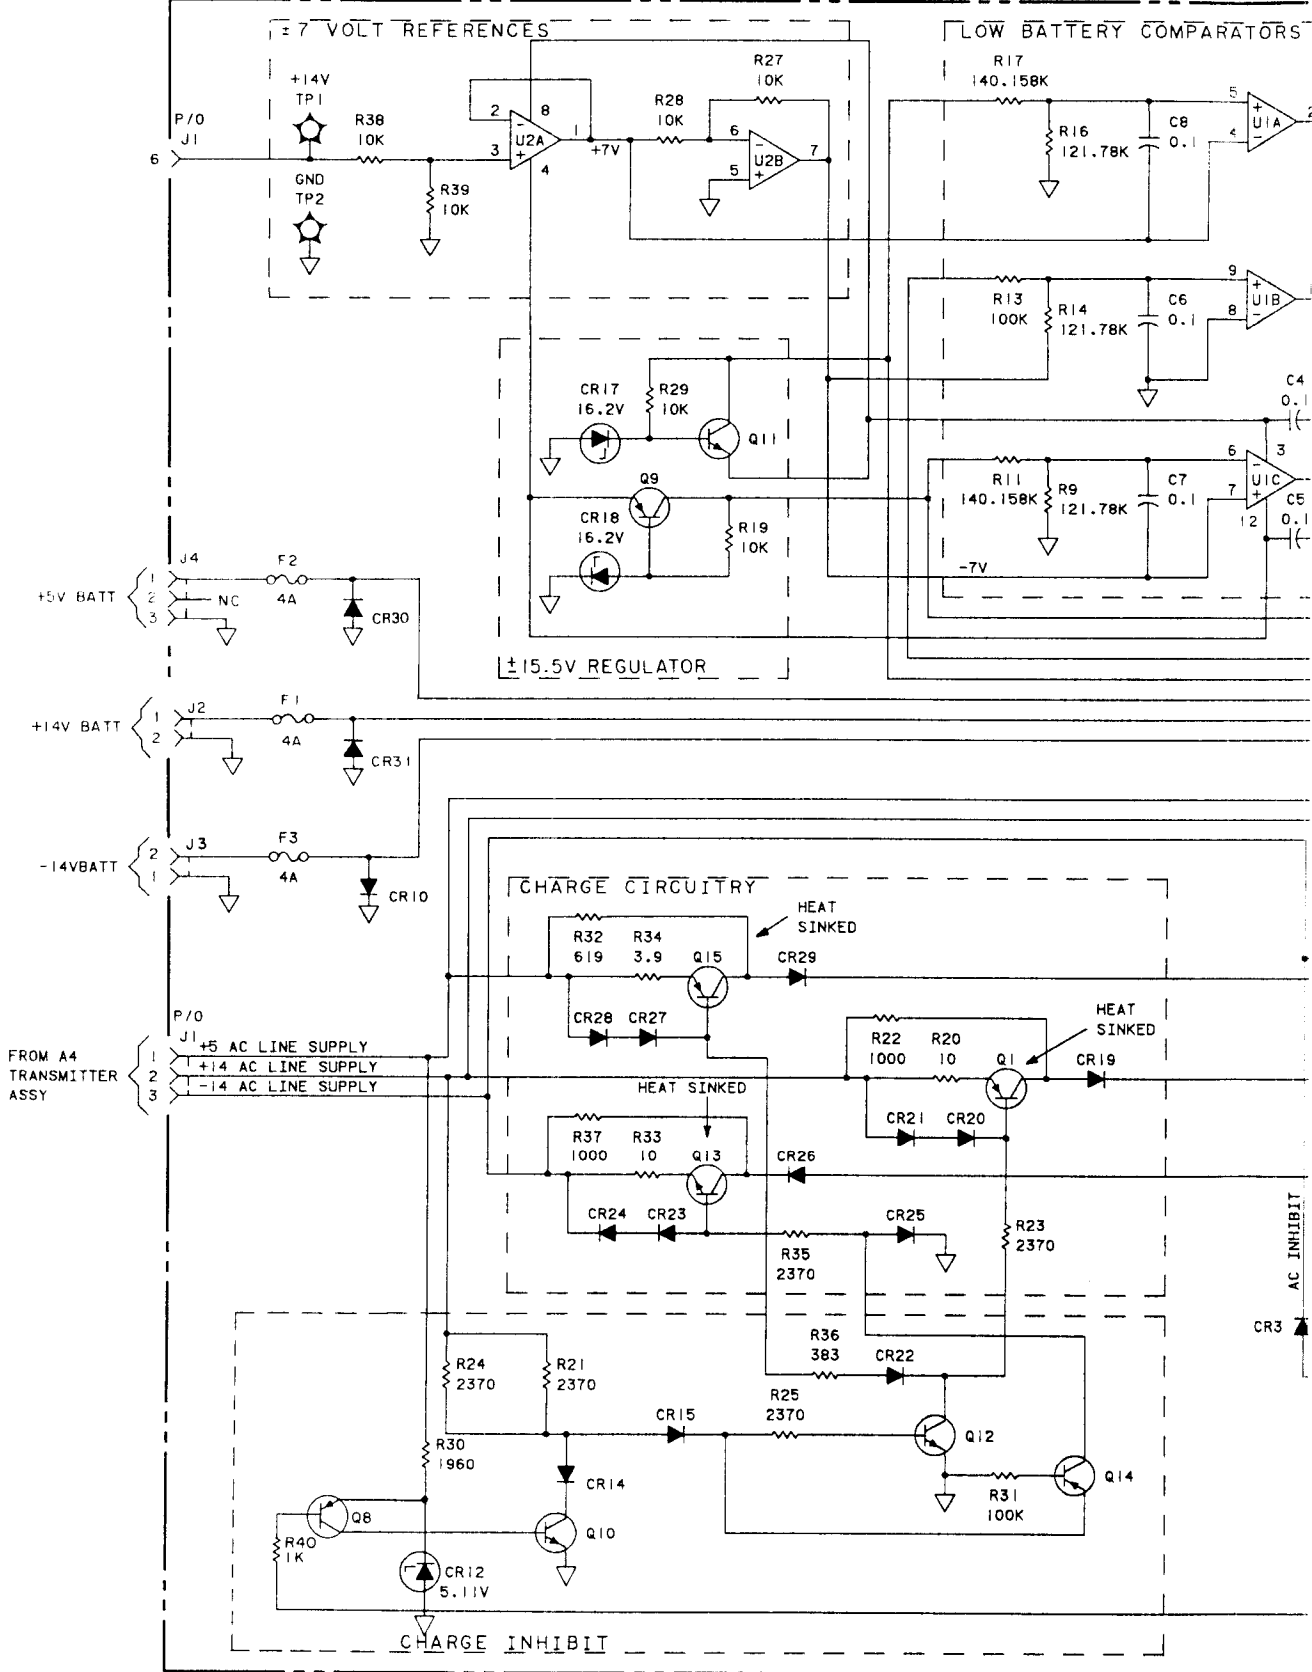 ±7 VOLT REFERENCES
LOW BATTERY COMPARATORS
+14V
TP1
P/O
J1
6
R38
10K
GND
TP2
R39
10K
2
3
8
4
1
U2A
+7V
R28
10K
R27
10K
6
5
7
U2B
R17
140.158K
R16
121.78K
C8
0.1
5
4
U1A
2
R13
100K
R14
121.78K
C6
0.1
9
8
U1B
C4
0.1
CR17
16.2V
R29
10K
Q11
Q9
CR18
16.2V
R19
10K
R11
140.158K
R9
121.78K
C7
0.1
6
7
3
12
U1C
C5
0.1
-7V
±15.5V REGULATOR
+5V BATT
1
2
3
J4
NC
F2
4A
CR30
+14V BATT
1
2
J2
F1
4A
CR31
-14VBATT
2
1
J3
F3
4A
CR10
CHARGE CIRCUITRY
HEAT
SINKED
R32
619
R34
3.9
Q15
CR29
CR28
CR27
HEAT
SINKED
R22
1000
R20
10
Q1
CR19
P/O
J1
FROM A4
TRANSMITTER
ASSY
1
2
3
+5 AC LINE SUPPLY
+14 AC LINE SUPPLY
-14 AC LINE SUPPLY
HEAT SINKED
CR21
CR20
R37
1000
R33
10
Q13
CR26
CR24
CR23
R35
2370
CR25
R23
2370
AC INHIBIT
CR3
R24
2370
R21
2370
R36
383
CR22
CR15
R25
2370
Q12
R30
1960
CR14
R31
100K
Q14
Q8
R40
1K
Q10
CR12
5.11V
CHARGE INHIBIT